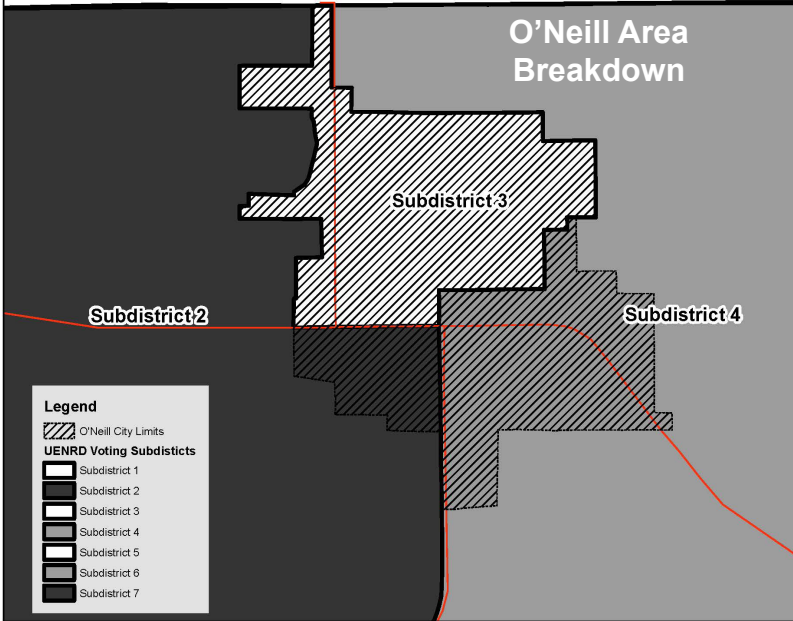 O'Neill Area
Breakdown
Subdistrict 3
Subdistrict 2
Subdistrict 4
Legend
O'Neill City Limits
UENRD Voting Subdisticts
Subdistrict 1
Subdistrict 2
Subdistrict 3
Subdistrict 4
Subdistrict 5
Subdistrict 6
Subdistrict 7